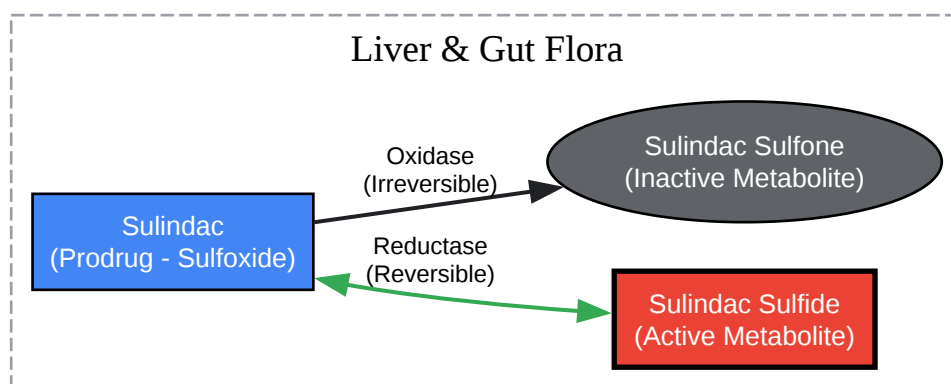 Liver & Gut Flora
Oxidase
(Irreversible)
Sulindac Sulfone
(Inactive Metabolite)
Sulindac
(Prodrug - Sulfoxide)
Reductase
(Reversible)
Sulindac Sulfide
(Active Metabolite)